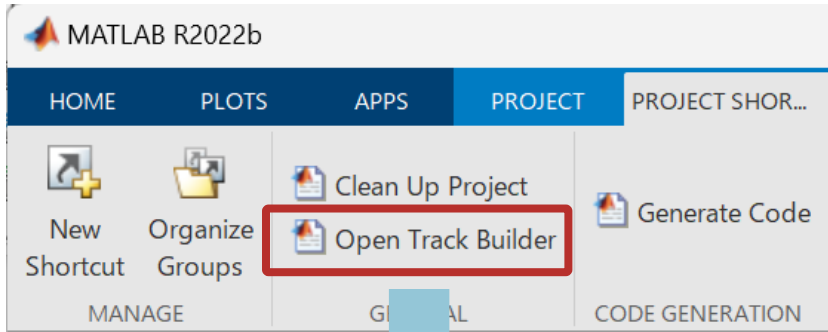 MATLAB R2022b
HOME PLOTS APPS PROJECT PROJECT SHOR...
Clean Up Project
New Shortcut
Organize Groups
Open Track Builder
Generate Code
MANAGE CODE GENERATION